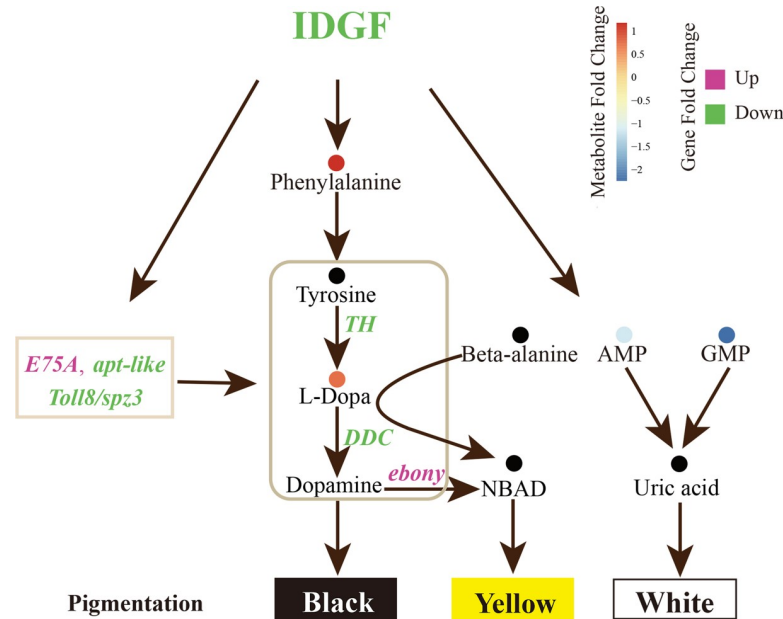 IDGF
Metabolite Fold Change
1
0.5
0
−0.5
−1
−1.5
−2
Gene Fold Change
Up
Down
Phenylalanine
Tyrosine
TH
E75A, apt-like
Toll8/spz3
L-Dopa
DDC
Dopamine
ebony
Beta-alanine
AMP
GMP
NBAD
Uric acid
Pigmentation
Black
Yellow
White